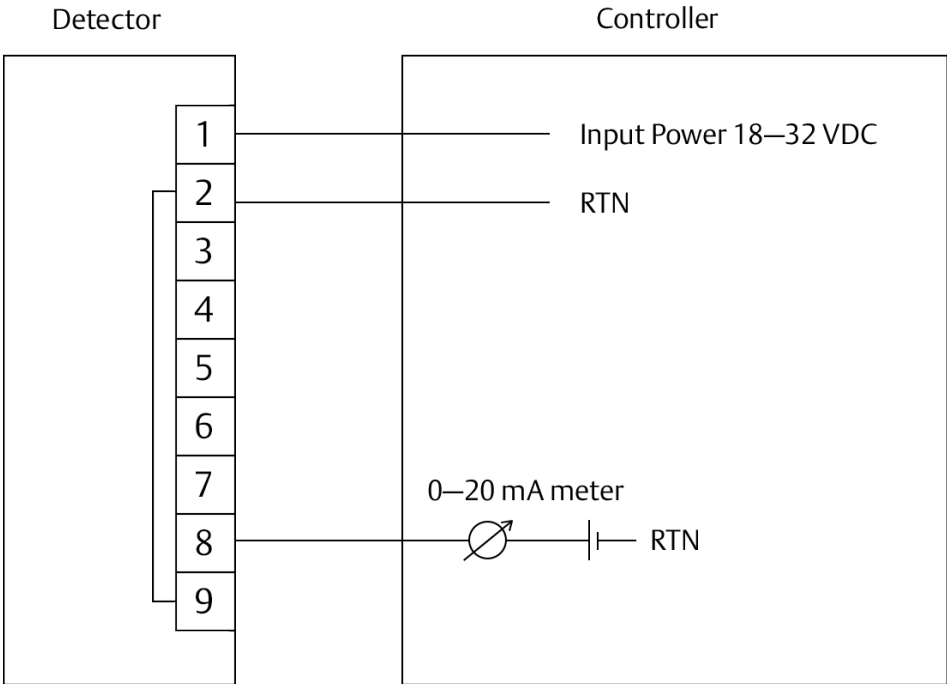 Detector
Controller
1
Input Power 18—32 VDC
2
RTN
3
4
5
6
7
0—20 mA meter
8
RTN
9